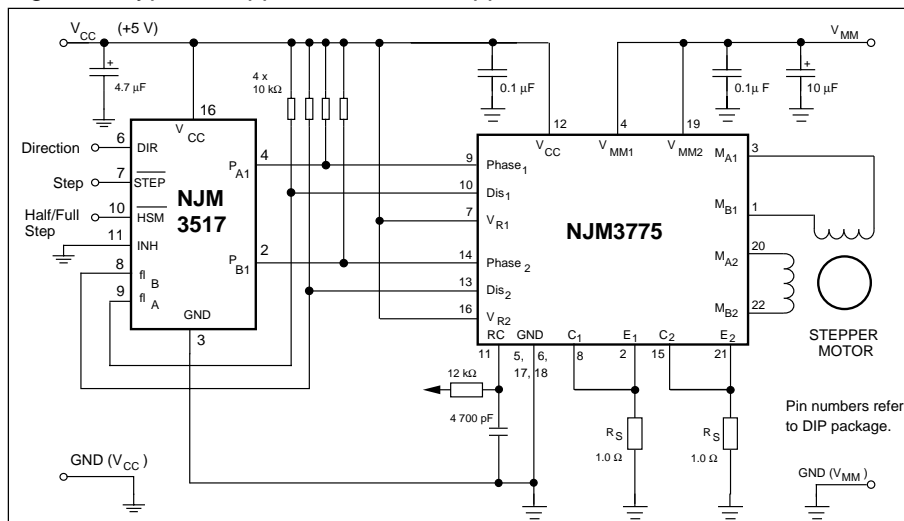 V CC (+5 V)
V MM
4.7 µF
4 x
10 kΩ
0.1 µF
0.1µ F
10 µF
16
V CC
12
V CC
4
V MM1
19
V MM2
Direction
6
DIR
Step
7
STEP
Half/Full
Step
10
HSM
11
INH
8
fl B
9
fl A
NJM
3517
4
P A1
2
P B1
GND
3
9
Phase 1
10
Dis 1
7
V R1
14
Phase 2
13
Dis 2
16
V R2
NJM3775
M A1
3
M B1
1
M A2
20
M B2
22
STEPPER
MOTOR
RC
11
GND
5, 6,
17, 18
C 1
8
E 1
2
C 2
15
E 2
21
12 kΩ
4 700 pF
R S
1.0 Ω
R S
1.0 Ω
Pin numbers refer
to DIP package.
GND (V CC )
GND (V MM )